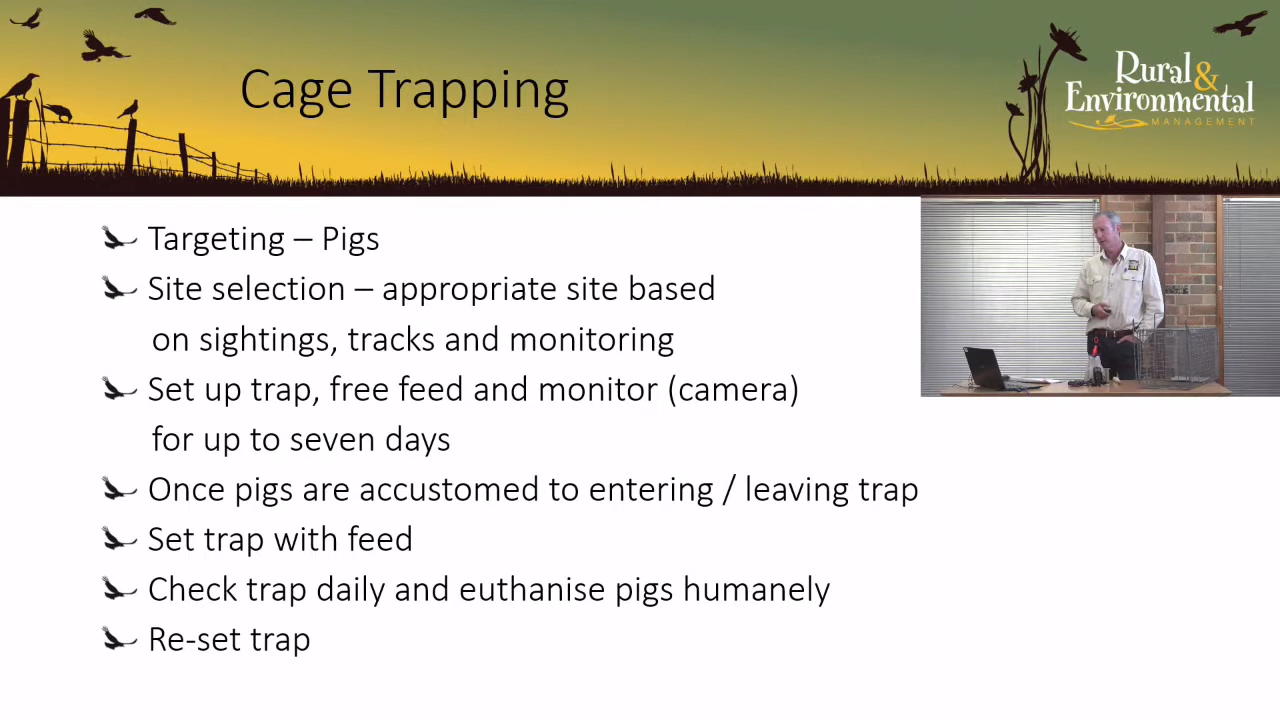 Cage Trapping
Rural &
Environmental
MANAGEMENT
Targeting – Pigs
Site selection – appropriate site based
on sightings, tracks and monitoring
Set up trap, free feed and monitor (camera)
for up to seven days
Once pigs are accustomed to entering / leaving trap
Set trap with feed
Check trap daily and euthanise pigs humanely
Re-set trap